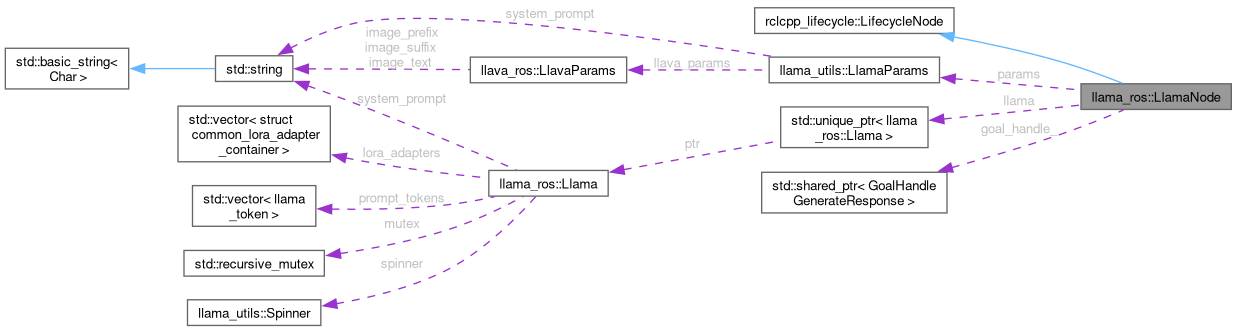 system_prompt
rclcpp_lifecycle::LifecycleNode
image_prefix
image_suffix
image_text
std::basic_string<
Char >
std::string
llava_ros::LlavaParams
llava_params
llama_utils::LlamaParams
params
llama_ros::LlamaNode
system_prompt
llama
std::vector< struct
common_lora_adapter
_container >
std::unique_ptr< llama
_ros::Llama >
goal_handle_
lora_adapters
ptr
llama_ros::Llama
std::shared_ptr< GoalHandle
GenerateResponse >
std::vector< llama
_token >
prompt_tokens
mutex
std::recursive_mutex
spinner
llama_utils::Spinner